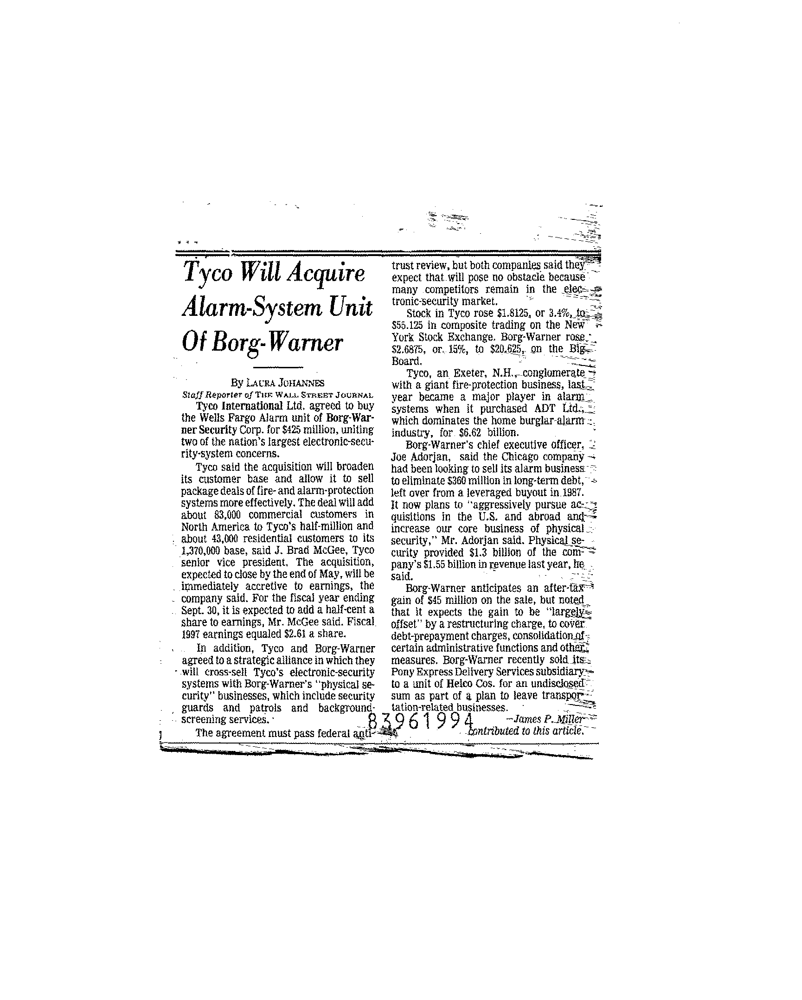 Tyco Will Acquire
Alarm-System Unit
Of Borg-Warner
By LAURA JOHANNES
Staff Reporter of THE WALL STREET JOURNAL
Tyco International Ltd. agreed to buy
the Wells Fargo Alarm unit of Borg-War-
ner Security Corp. for $425 million, uniting
two of the nation's largest electronic-secu-
rity-system concerns.
Tyco said the acquisition will broaden
its customer base and allow it to sell
package deals of fire- and alarm-protection
systems more effectively. The deal will add
about 83,000 commercial customers in
North America to Tyco's half-million and
about 43,000 residential customers to its
1,370,000 base, said J. Brad McGee, Tyco
senior vice president. The acquisition,
expected to close by the end of May, will be
immediately accretive to earnings, the
company said. For the fiscal year ending
Sept. 30, it is expected to add a half-cent a
share to earnings, Mr. McGee said. Fiscal
1997 earnings equaled $2.61 a share.
In addition, Tyco and Borg-Warner
agreed to a strategic alliance in which they
will cross-sell Tyco's electronic-security
systems with Borg-Warner's "physical se-
curity" businesses, which include security
guards and patrols and background-
screening services.
The agreement must pass federal anti-
trust review, but both companies said they
expect that will pose no obstacle because
many competitors remain in the elec-
tronic-security market.
Stock in Tyco rose $1.8125, or 3.4%, to
$55.125 in composite trading on the New
York Stock Exchange. Borg-Warner rose
$2.6875, or 15%, to $20.625, on the Big
Board.
Tyco, an Exeter, N.H., conglomerate
with a giant fire-protection business, last
year became a major player in alarm
systems when it purchased ADT Ltd.,
which dominates the home burglar-alarm
industry, for $6.62 billion.
Borg-Warner's chief executive officer,
Joe Adorjan, said the Chicago company
had been looking to sell its alarm business
to eliminate $360 million in long-term debt,
left over from a leveraged buyout in 1987.
It now plans to "aggressively pursue ac-
quisitions in the U.S. and abroad and
increase our core business of physical
security," Mr. Adorjan said. Physical se-
curity provided $1.3 billion of the com-
pany's $1.55 billion in revenue last year, he
said.
Borg-Warner anticipates an after-tax
gain of $45 million on the sale, but noted
that it expects the gain to be "largely
offset" by a restructuring charge, to cover
debt-prepayment charges, consolidation of
certain administrative functions and other
measures. Borg-Warner recently sold its
Pony Express Delivery Services subsidiary
to a unit of Helco Cos. for an undisclosed
sum as part of a plan to leave transpor-
tation-related businesses.
—James P. Miller
contributed to this article.
83961994